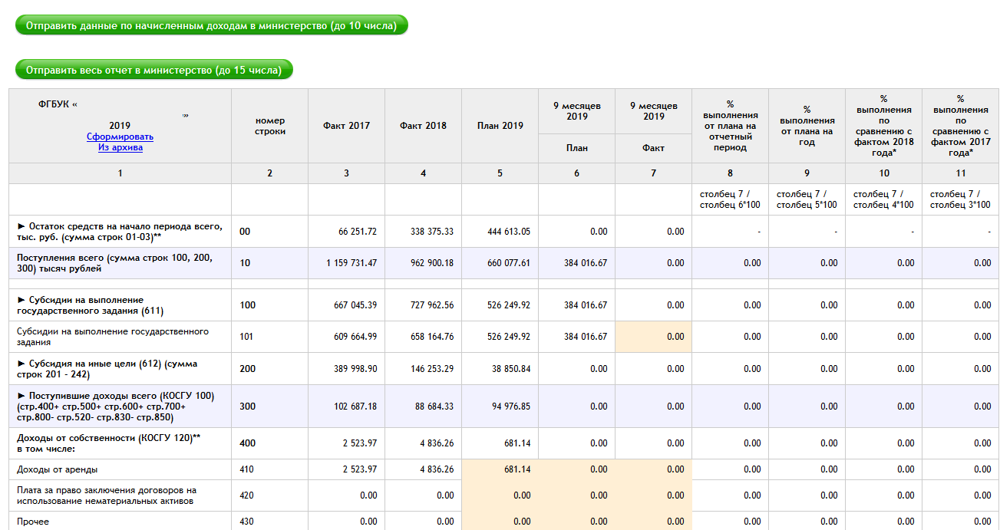 Отправить данные по начисленным доходам в министерство (до 10 числа)
Отправить весь отчет в министерство (до 15 числа)
ФГБУК «
"»
2019
Сформировать
Из архива
номер
строки
Факт 2017
Факт 2018
План 2019
9 месяцев
2019
План
9 месяцев
2019
Факт
%
выполнения
от плана на
отчетный
период
%
выполнения
от плана на
год
%
выполнения
по
сравнению с
фактом 2018
года*
%
выполнения
по
сравнению с
фактом 2017
года*
1 2 3 4 5 6 7 8 9 10 11
столбец 7 /
столбец 6*100
столбец 7 /
столбец 5*100
столбец 7 /
столбец 4*100
столбец 7 /
столбец 3*100
► Остаток средств на начало периода всего,
тыс. руб. (сумма строк 01-03)**
00 66 251.72 338 375.33 444 613.05 0.00 0.00 - - - -
Поступления всего (сумма строк 100, 200,
300) тысяч рублей
10 1 159 731.47 962 900.18 660 077.61 384 016.67 0.00 0.00 0.00 0.00 0.00
► Субсидии на выполнение
государственного задания (611)
100 667 045.39 727 962.56 526 249.92 384 016.67 0.00 0.00 0.00 0.00 0.00
Субсидии на выполнение государственного
задания
101 609 664.99 658 164.76 526 249.92 384 016.67 0.00 0.00 0.00 0.00 0.00
► Субсидия на иные цели (612) (сумма
строк 201 - 242)
200 389 998.90 146 253.29 38 850.84 0.00 0.00 0.00 0.00 0.00 0.00
► Поступившие доходы всего (КОСГУ 100)
(стр.400+ стр.500+ стр.600+ стр.700+
стр.800- стр.520- стр.830- стр.850)
300 102 687.18 88 684.33 94 976.85 0.00 0.00 0.00 0.00 0.00 0.00
Доходы от собственности (КОСГУ 120)**
в том числе:
400 2 523.97 4 836.26 681.14 0.00 0.00 0.00 0.00 0.00 0.00
Доходы от аренды 410 2 523.97 4 836.26 681.14 0.00 0.00 0.00 0.00 0.00 0.00
Плата за право заключения договоров на
использование нематериальных активов
420 0.00 0.00 0.00 0.00 0.00 0.00 0.00 0.00 0.00
Прочее 430 0.00 0.00 0.00 0.00 0.00 0.00 0.00 0.00 0.00